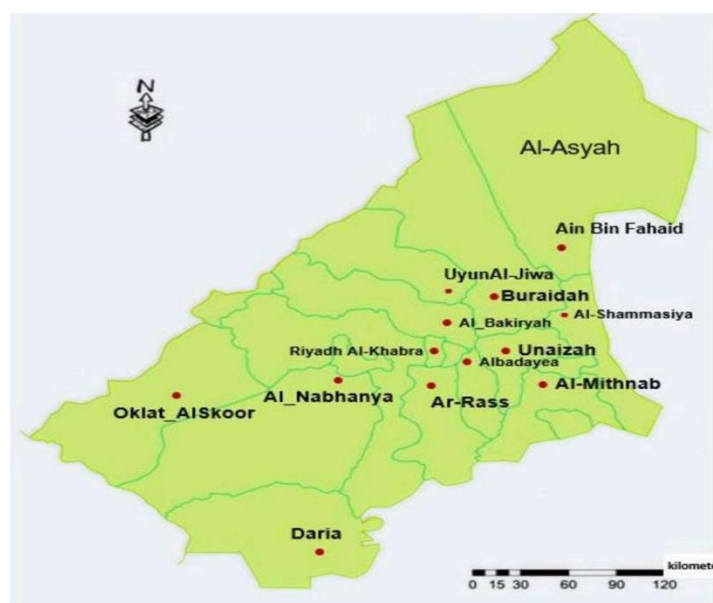 N
Al-Asyah
Ain Bin Fahaid
UyunAl-Jiwa
Buraidah
Al-Shammasiya
Al_Bakiryah
Riyadh Al-Khabra
Unaizah
Albadayea
Al_Nabhanya
Ar-Rass
Al-Mithnab
Oklat_AlSkoor
Daria
kilomete
0 15 30 60 90 120